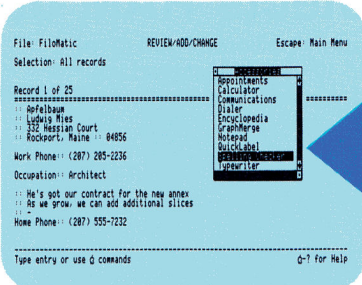 File: FiloMatic REVIEW/ADD/CHANGE Escape: Main Menu
Selection: All records
Record 1 of 25
Apfelbaum
Ludwig Mies
332 Hessian Court
Rockport, Maine :: 04856
Work Phone:: (207) 205-2236
Occupation:: Architect
:: He's got our contract for the new annex
:: As we grow, we can add additional slices
:: -
Home Phone:: (207) 555-7232
Appointments
Calculator
Communications
Dialer
Encyclopedia
GraphMerge
Notepad
QuickLabel
Spelling Checker
Typewriter
Type entry or use commands -? for Help